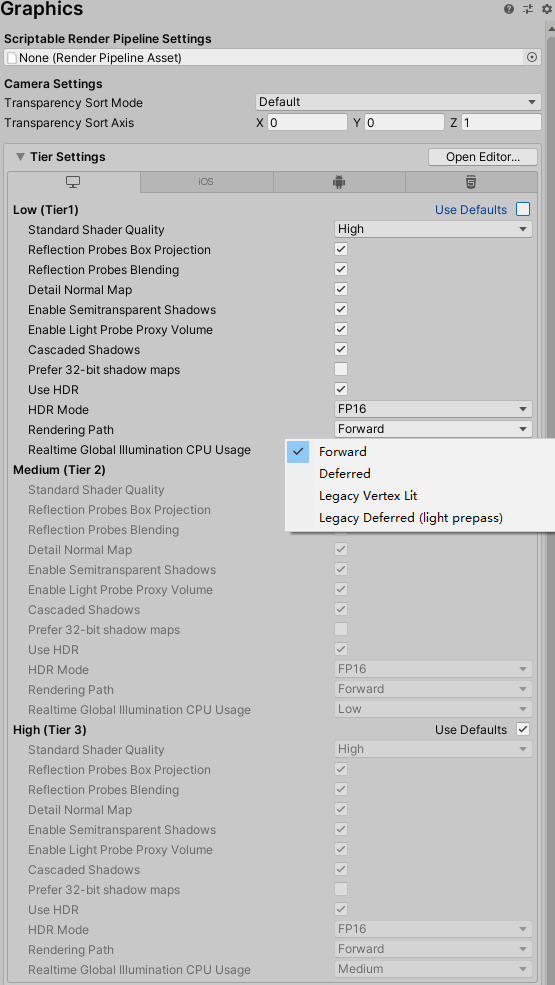 Graphics
Scriptable Render Pipeline Settings
None (Render Pipeline Asset)
Camera Settings
Transparency Sort Mode Default
Transparency Sort Axis X 0 Y 0 Z 1
Tier Settings Open Editor...
iOS
Low (Tier1) Use Defaults
Standard Shader Quality High
Reflection Probes Box Projection
Reflection Probes Blending
Detail Normal Map
Enable Semitransparent Shadows
Enable Light Probe Proxy Volume
Cascaded Shadows
Prefer 32-bit shadow maps
Use HDR
HDR Mode FP16
Rendering Path Forward
Realtime Global Illumination CPU Usage
Forward
Deferred
Legacy Vertex Lit
Legacy Deferred (light prepass)
Medium (Tier 2)
Standard Shader Quality
Reflection Probes Box Projection
Reflection Probes Blending
Detail Normal Map
Enable Semitransparent Shadows
Enable Light Probe Proxy Volume
Cascaded Shadows
Prefer 32-bit shadow maps
Use HDR
HDR Mode FP16
Rendering Path Forward
Realtime Global Illumination CPU Usage Low
High (Tier 3) Use Defaults
Standard Shader Quality High
Reflection Probes Box Projection
Reflection Probes Blending
Detail Normal Map
Enable Semitransparent Shadows
Enable Light Probe Proxy Volume
Cascaded Shadows
Prefer 32-bit shadow maps
Use HDR
HDR Mode FP16
Rendering Path Forward
Realtime Global Illumination CPU Usage Medium